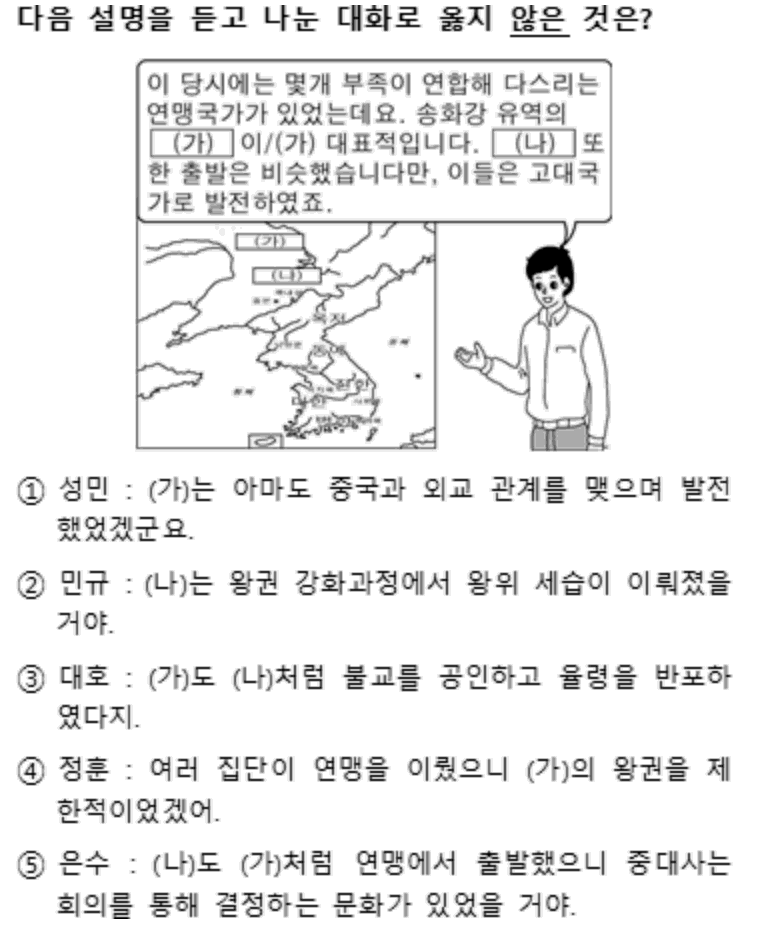 다음 설명을 듣고 나눈 대화로 옳지 않은 것은?
이 당시에는 몇개 부족이 연합해 다스리는
연맹국가가 있었는데요. 송화강 유역의
(가) 이/(가) 대표적입니다. (나) 또
한 출발은 비슷했습니다만, 이들은 고대국
가로 발전하였죠.
(가)
(나)
옥저
동예
진한
마한
변한
① 성민 : (가)는 아마도 중국과 외교 관계를 맺으며 발전
했었겠군요.
② 민규 : (나)는 왕권 강화과정에서 왕위 세습이 이뤄졌을
거야.
③ 대호 : (가)도 (나)처럼 불교를 공인하고 율령을 반포하
였다지.
④ 정훈 : 여러 집단이 연맹을 이뤘으니 (가)의 왕권을 제
한적이었겠어.
⑤ 은수 : (나)도 (가)처럼 연맹에서 출발했으니 중대사는
회의를 통해 결정하는 문화가 있었을 거야.